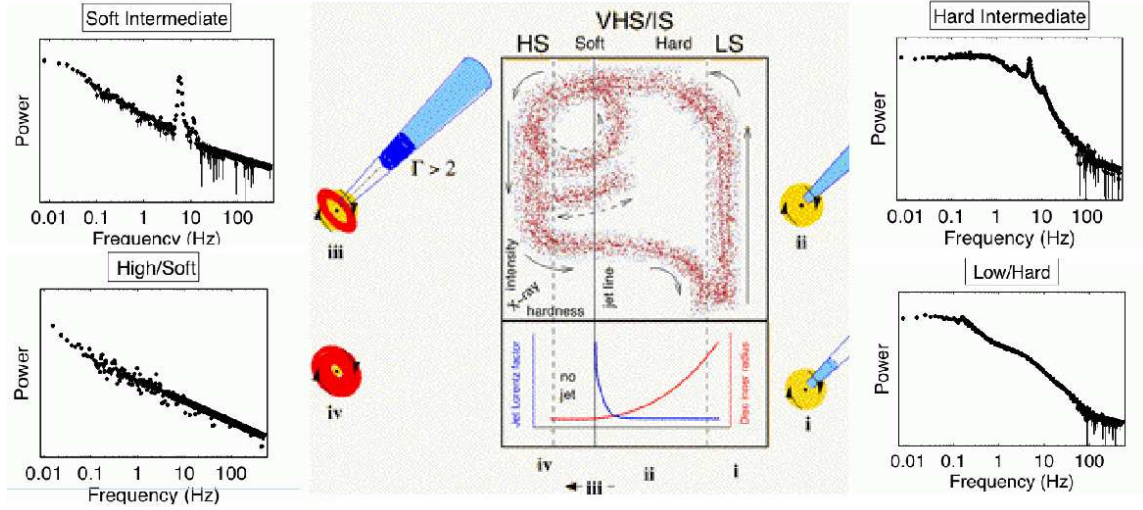 Soft Intermediate
Power
0.01 0.1 1 10 100
Frequency (Hz)
High/Soft
Power
0.01 0.1 1 10 100
Frequency (Hz)
VHS/IS
HS Soft Hard LS
Γ > 2
iii
ii
iv
i
intensity
X-ray
hardness
jet line
Jet Lorentz factor
no
jet
Disc inner radius
iv ii i
iii
Hard Intermediate
Power
0.01 0.1 1 10 100
Frequency (Hz)
Low/Hard
Power
0.01 0.1 1 10 100
Frequency (Hz)